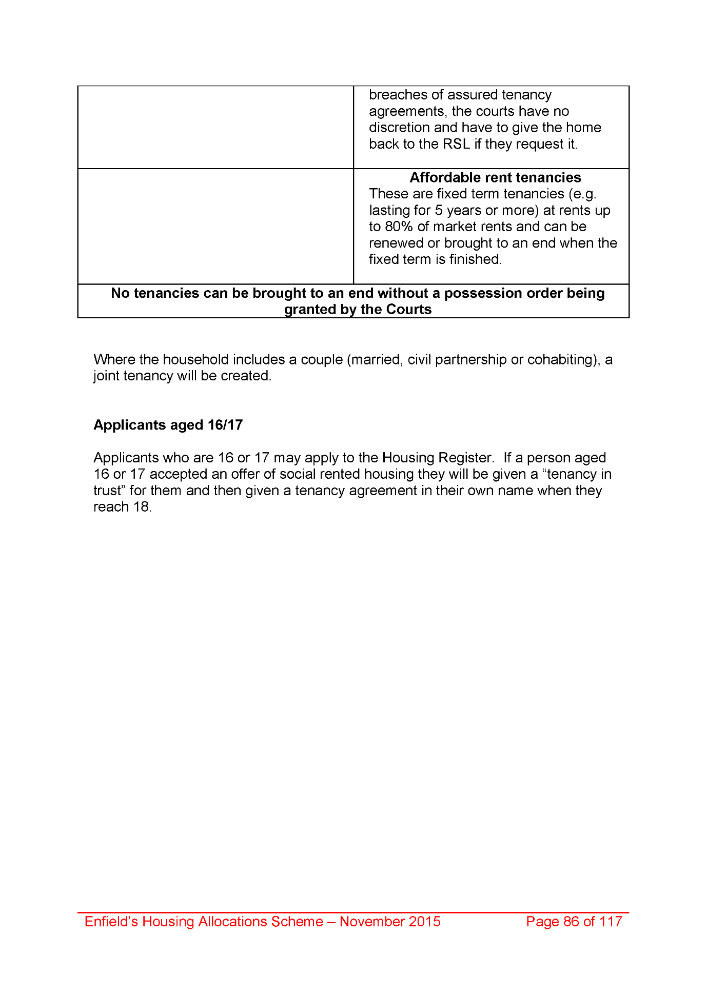 breaches of assured tenancy
agreements, the courts have no
discretion and have to give the home
back to the RSL if they request it.
Affordable rent tenancies
These are fixed term tenancies (e.g.
lasting for 5 years or more) at rents up
to 80% of market rents and can be
renewed or brought to an end when the
fixed term is finished.
No tenancies can be brought to an end without a possession order being
granted by the Courts
Where the household includes a couple (married, civil partnership or cohabiting), a
joint tenancy will be created.
Applicants aged 16/17
Applicants who are 16 or 17 may apply to the Housing Register.  If a person aged
16 or 17 accepted an offer of social rented housing they will be given a “tenancy in
trust” for them and then given a tenancy agreement in their own name when they
reach 18.
Enfield’s Housing Allocations Scheme – November 2015 Page 86 of 117